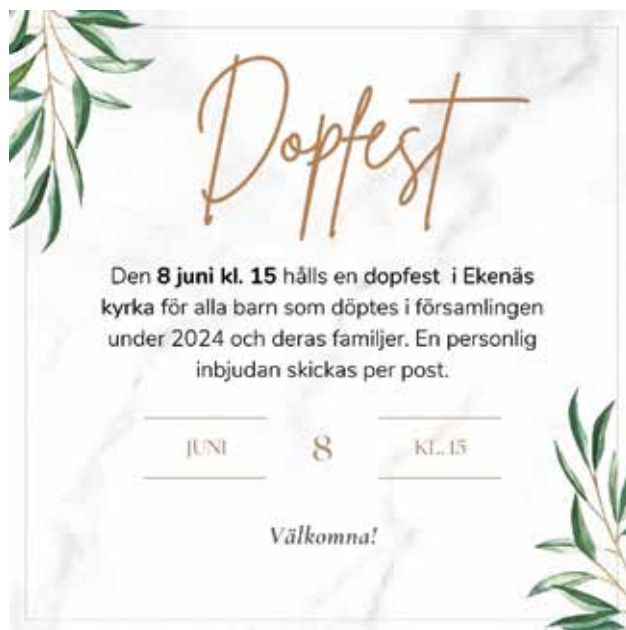 Dopfest
Den 8 juni kl. 15 hålls en dopfest i Ekenäs
kyrka för alla barn som döptes i församlingen
under 2024 och deras familjer. En personlig
inbjudan skickas per post.
JUNI 8 KL. 15
Välkomna!